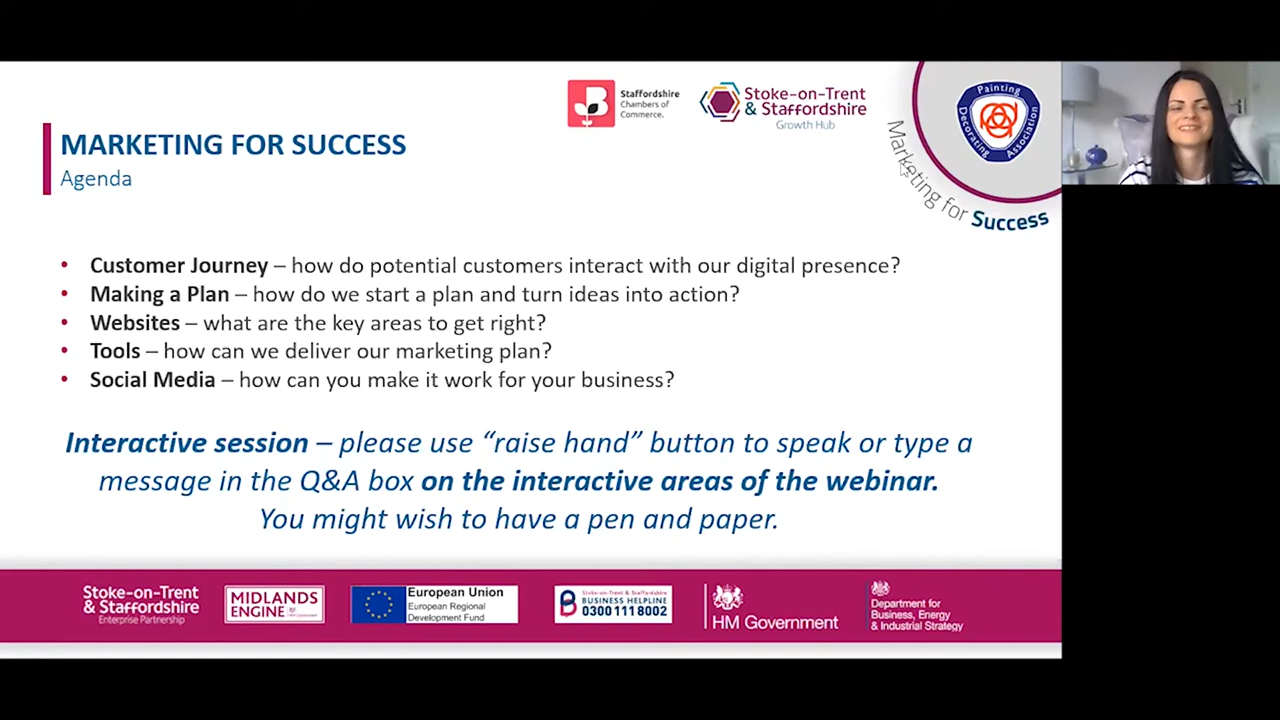 Staffordshire
Chambers of
Commerce.
Stoke-on-Trent
& Staffordshire
Growth Hub
Painting
Decorating
Association
Marketing for Success
MARKETING FOR SUCCESS
Agenda
• Customer Journey – how do potential customers interact with our digital presence?
• Making a Plan – how do we start a plan and turn ideas into action?
• Websites – what are the key areas to get right?
• Tools – how can we deliver our marketing plan?
• Social Media – how can you make it work for your business?
Interactive session – please use “raise hand” button to speak or type a
message in the Q&A box on the interactive areas of the webinar.
You might wish to have a pen and paper.
Stoke-on-Trent
& Staffordshire
Enterprise Partnership
MIDLANDS
ENGINE
European Union
European Regional
Development Fund
Stoke-on-Trent & Staffordshire
BUSINESS HELPLINE
0300 111 8002
HM Government
Department for
Business, Energy
& Industrial Strategy